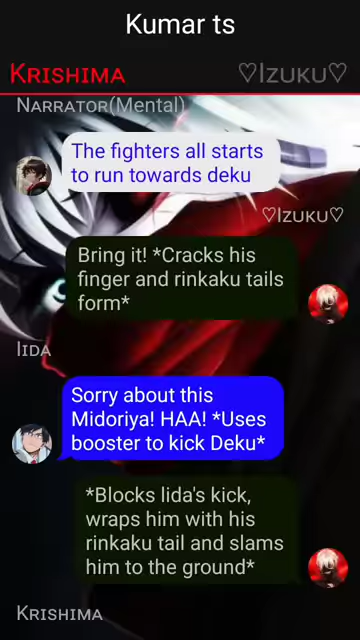 Kumar ts
Krishima
♡Izuku♡
Narrator(Mental)
The fighters all starts
to run towards deku
♡Izuku♡
Bring it! *Cracks his
finger and rinkaku tails
form*
Iida
Sorry about this
Midoriya! HAA! *Uses
booster to kick Deku*
*Blocks Iida's kick,
wraps him with his
rinkaku tail and slams
him to the ground*
Krishima